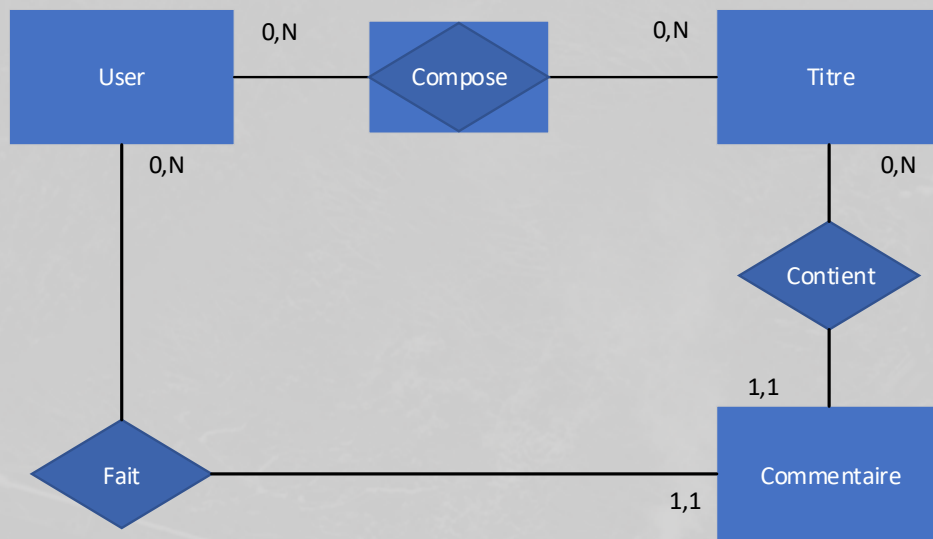 0,N
0,N
User
Compose
Titre
0,N
0,N
Contient
1,1
Fait
Commentaire
1,1